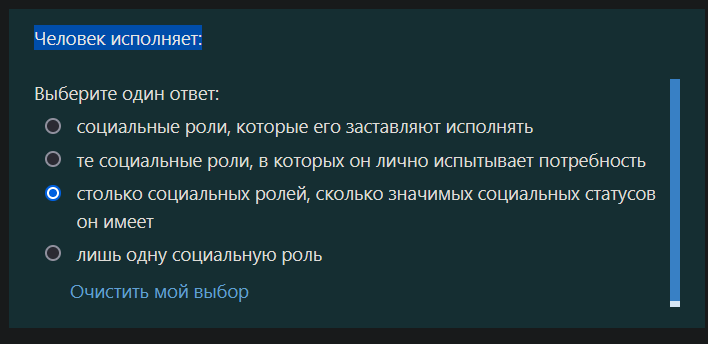 Человек исполняет:
Выберите один ответ:
социальные роли, которые его заставляют исполнять
те социальные роли, в которых он лично испытывает потребность
столько социальных ролей, сколько значимых социальных статусов
он имеет
лишь одну социальную роль
Очистить мой выбор